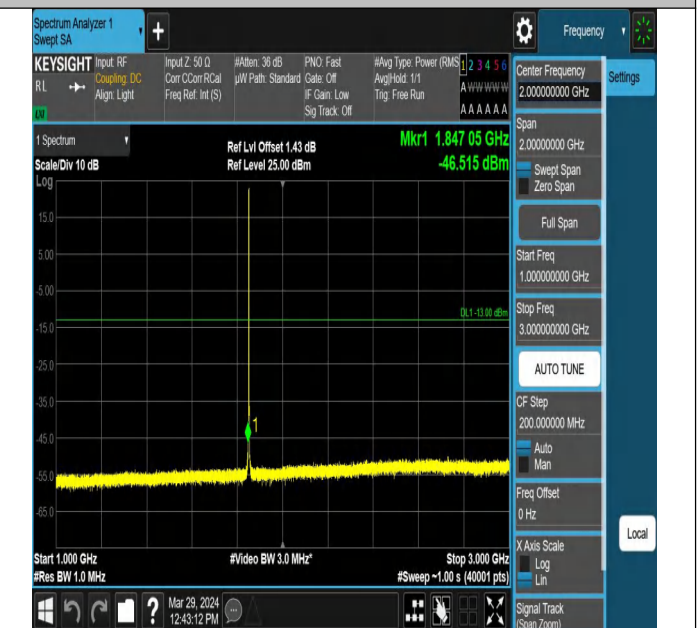 Spectrum Analyzer 1
Swept SA
+
Frequency
KEYSIGHT
RL
LXI
Input: RF
Coupling: DC
Align: Light
Input Z: 50 Ω
Corr CCorr RCal
Freq Ref: Int (S)
#Atten: 36 dB
µW Path: Standard
PNO: Fast
Gate: Off
IF Gain: Low
Sig Track: Off
#Avg Type: Power (RMS
Avg|Hold: 1/1
Trig: Free Run
1 2 3 4 5 6
A W W W W W
A A A A A A
1 Spectrum
Scale/Div 10 dB
Log
Ref Lvl Offset 1.43 dB
Ref Level 25.00 dBm
Mkr1 1.847 05 GHz
-46.515 dBm
15.0
5.00
-5.00
-15.0
-25.0
-35.0
-45.0
-55.0
-65.0
DL1 -13.00 dBm
1
Start 1.000 GHz
#Res BW 1.0 MHz
#Video BW 3.0 MHz*
Stop 3.000 GHz
#Sweep ~1.00 s (40001 pts)
Center Frequency
2.00000000 GHz
Settings
Span
2.00000000 GHz
Swept Span
Zero Span
Full Span
Start Freq
1.000000000 GHz
Stop Freq
3.000000000 GHz
AUTO TUNE
CF Step
200.000000 MHz
Auto
Man
Freq Offset
0 Hz
X Axis Scale
Log
Lin
Local
Signal Track
(Span Zoom)
?
Mar 29, 2024
12:43:12 PM